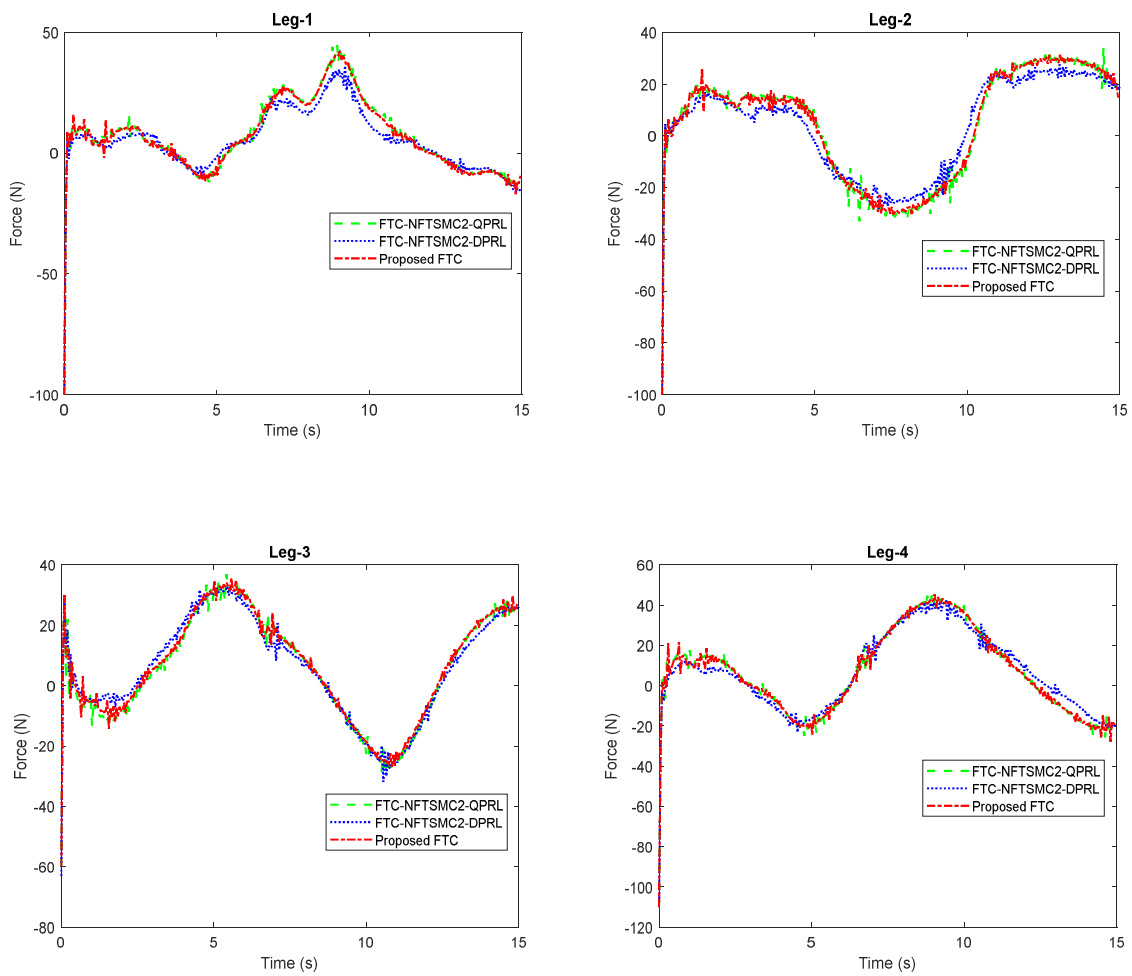 Leg-1
50
0
-50
-100
Force (N)
0
5
10
15
Time (s)
FTC-NFTSMC2-QPRL
FTC-NFTSMC2-DPRL
Proposed FTC
Leg-2
40
20
0
-20
-40
-60
-80
-100
Force (N)
0
5
10
15
Time (s)
FTC-NFTSMC2-QPRL
FTC-NFTSMC2-DPRL
Proposed FTC
Leg-3
40
20
0
-20
-40
-60
-80
Force (N)
0
5
10
15
Time (s)
FTC-NFTSMC2-QPRL
FTC-NFTSMC2-DPRL
Proposed FTC
Leg-4
60
40
20
0
-20
-40
-60
-80
-100
-120
Force (N)
0
5
10
15
Time (s)
FTC-NFTSMC2-QPRL
FTC-NFTSMC2-DPRL
Proposed FTC